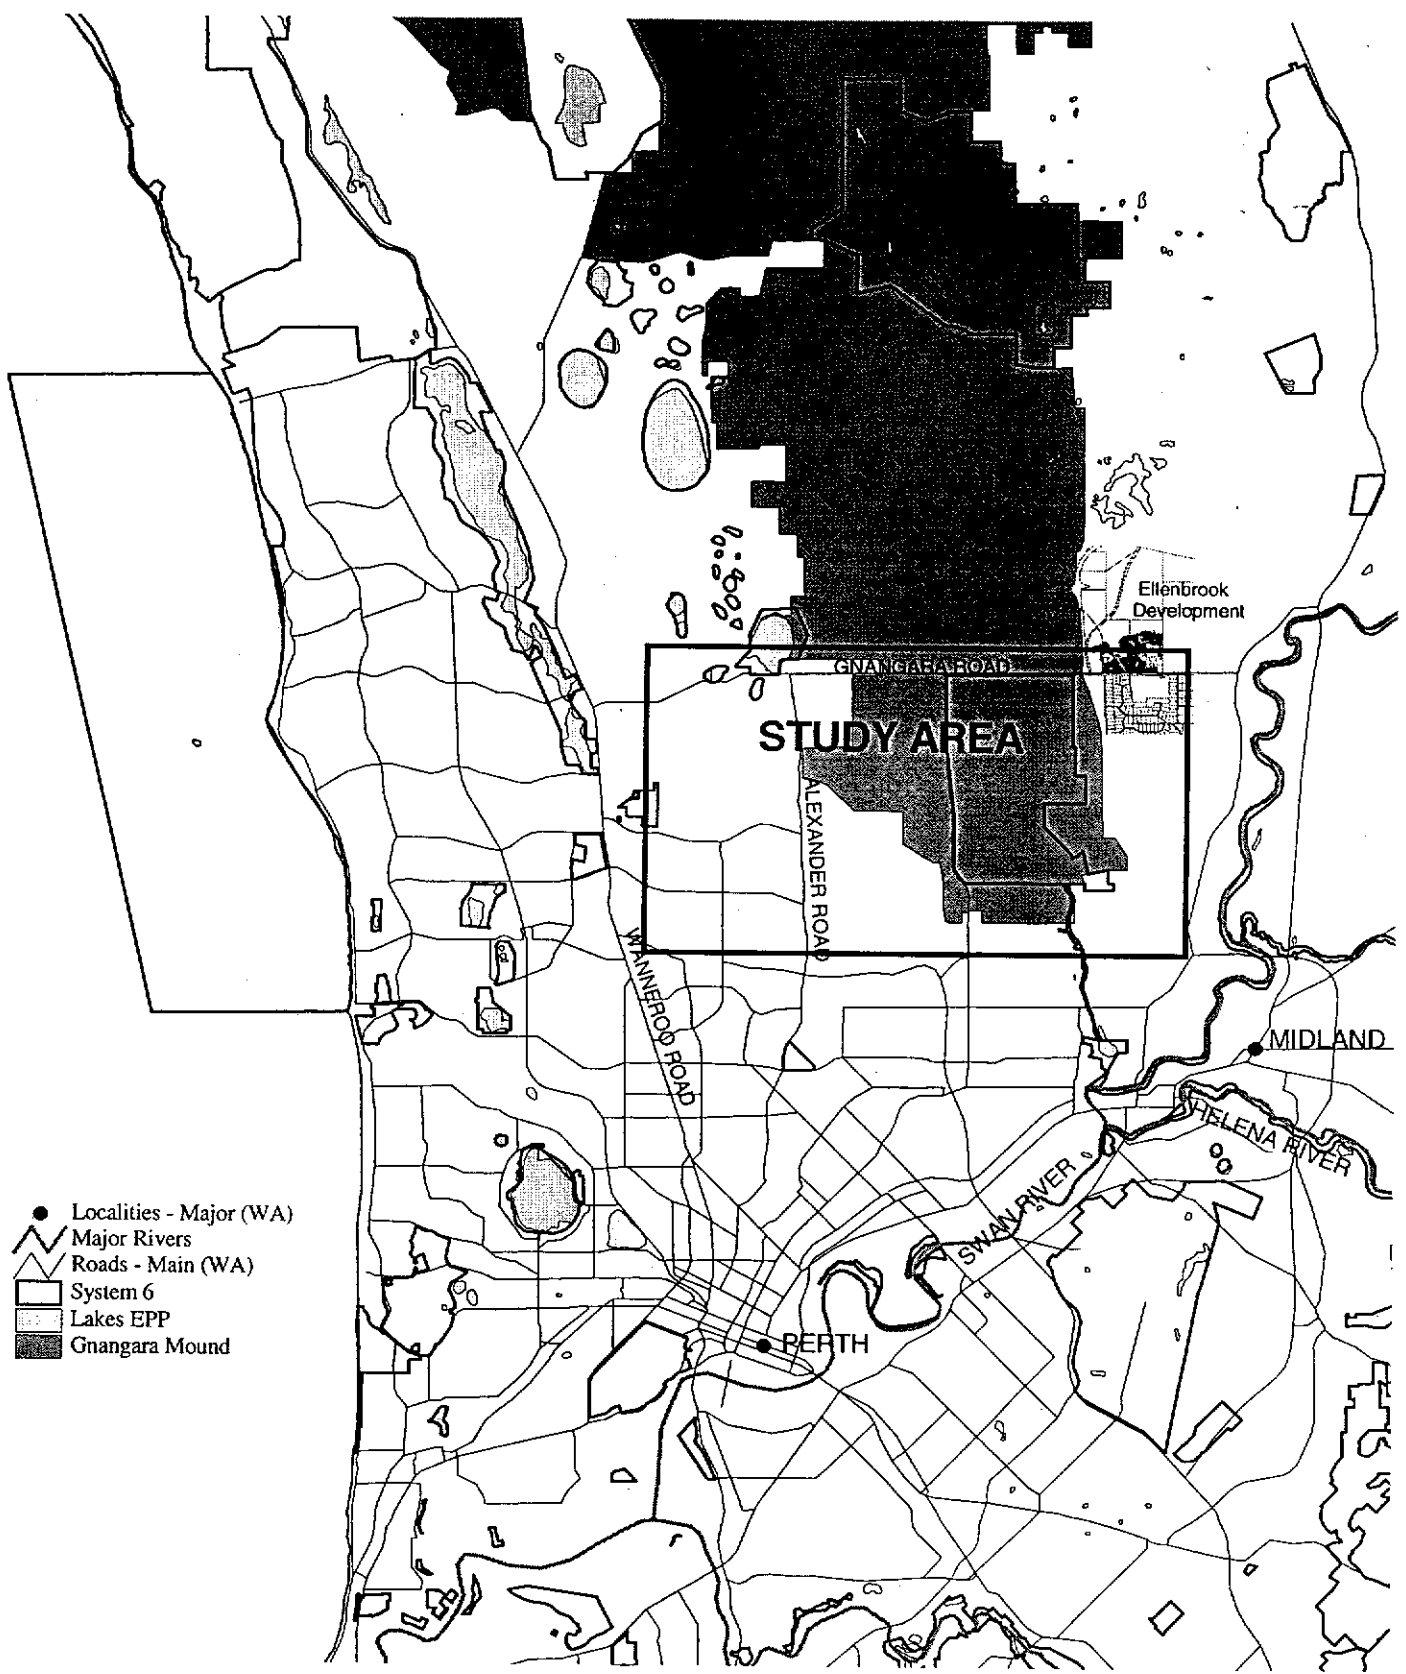 Ellenbrook
Development
GNANGARA ROAD
STUDY AREA
ALEXANDER ROAD
WANNEROO ROAD
MIDLAND
HELENA RIVER
SWAN RIVER
PERTH
Localities - Major (WA)
Major Rivers
Roads - Main (WA)
System 6
Lakes EPP
Gnangara Mound